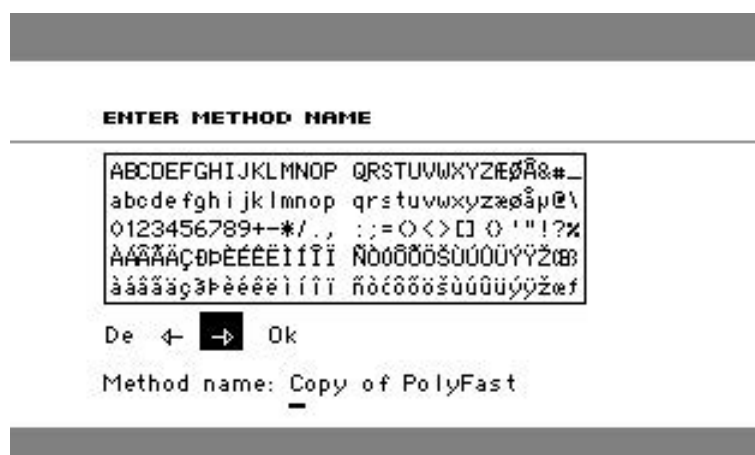 ENTER METHOD NAME
ABCDEFGHIJKLMNOP QRSTUVWXYZÆØÅ&#_
abcdefghijklmnop qrstuvwxyzæøåµ@\
0123456789+-*/., :;=()<>[]{}'"!?%
De ← → Ok
Method name: Copy of PolyFast